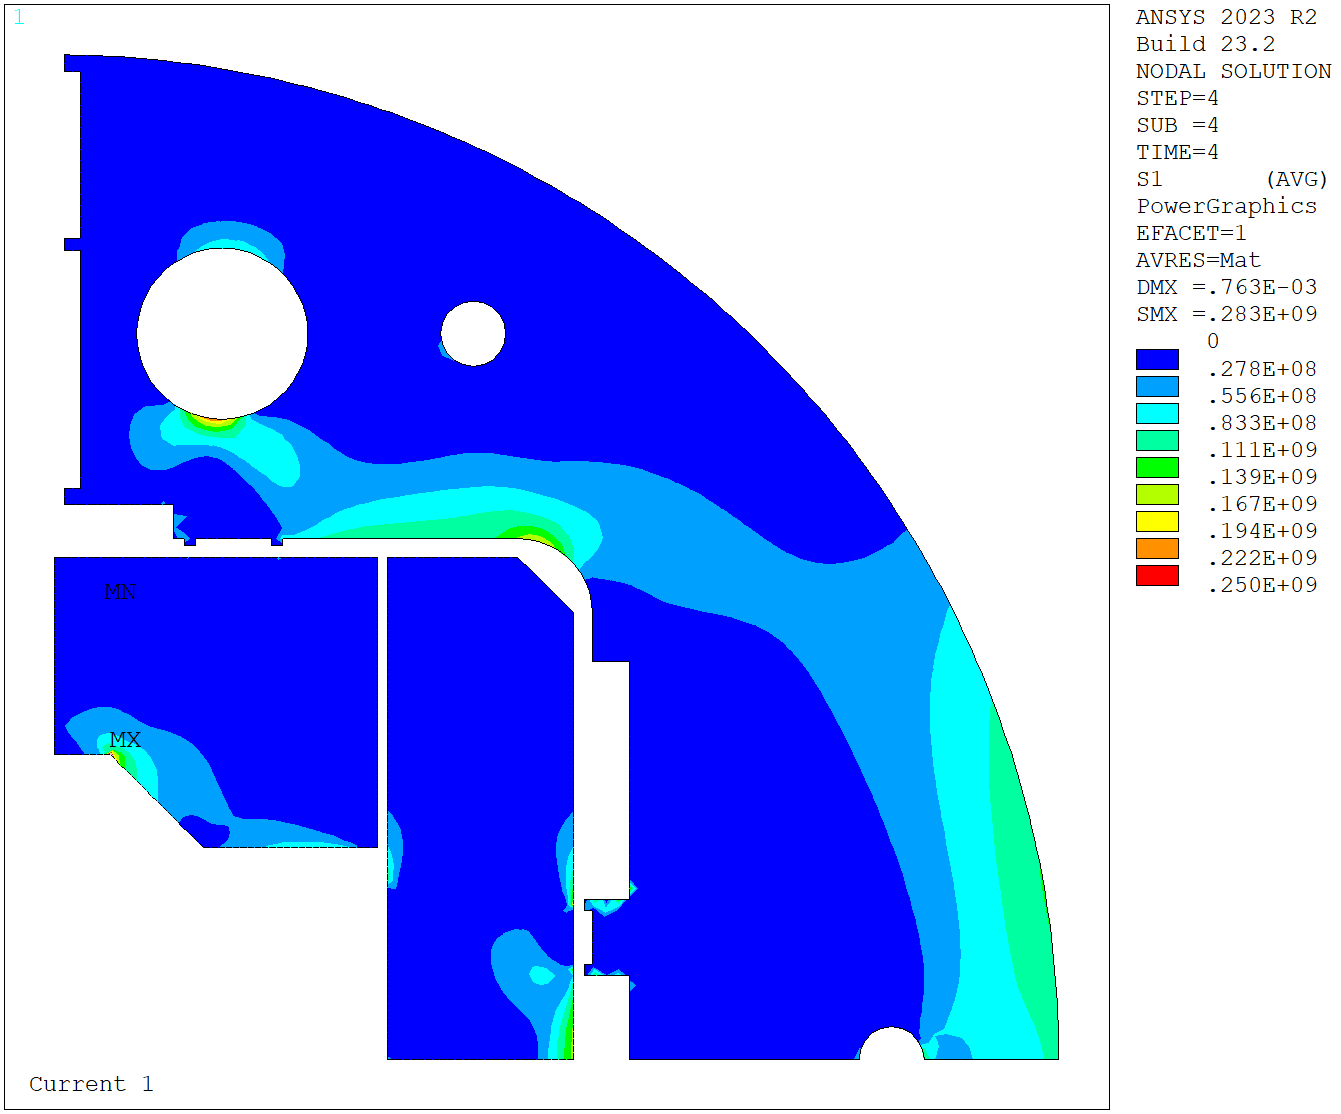 1
ANSYS 2023 R2
Build 23.2
NODAL SOLUTION
STEP=4
SUB =4
TIME=4
S1 (AVG)
PowerGraphics
EFACET=1
AVRES=Mat
DMX =.763E-03
SMX =.283E+09
0
.278E+08
.556E+08
.833E+08
.111E+09
.139E+09
.167E+09
.194E+09
.222E+09
.250E+09
MN
MX
Current 1